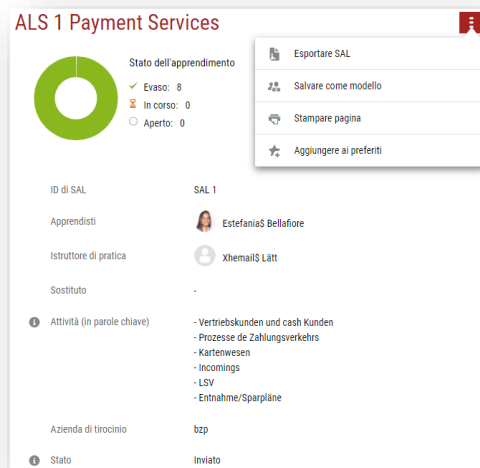 ALS 1 Payment Services
Stato dell'apprendimento
Evaso: 8
In corso: 0
Aperto: 0
Esportare SAL
Salvare come modello
Stampare pagina
Aggiungere ai preferiti
ID di SAL SAL 1
Apprendisti Estefania$ Bellafiore
Istruttore di pratica Xhemail$ Lätt
Sostituto -
Attività (in parole chiave) - Vertriebskunden und cash Kunden
- Prozesse de Zahlungsverkehrs
- Kartenwesen
- Incomings
- LSV
- Entnahme/Sparpläne
Azienda di tirocinio bzp
Stato Inviato